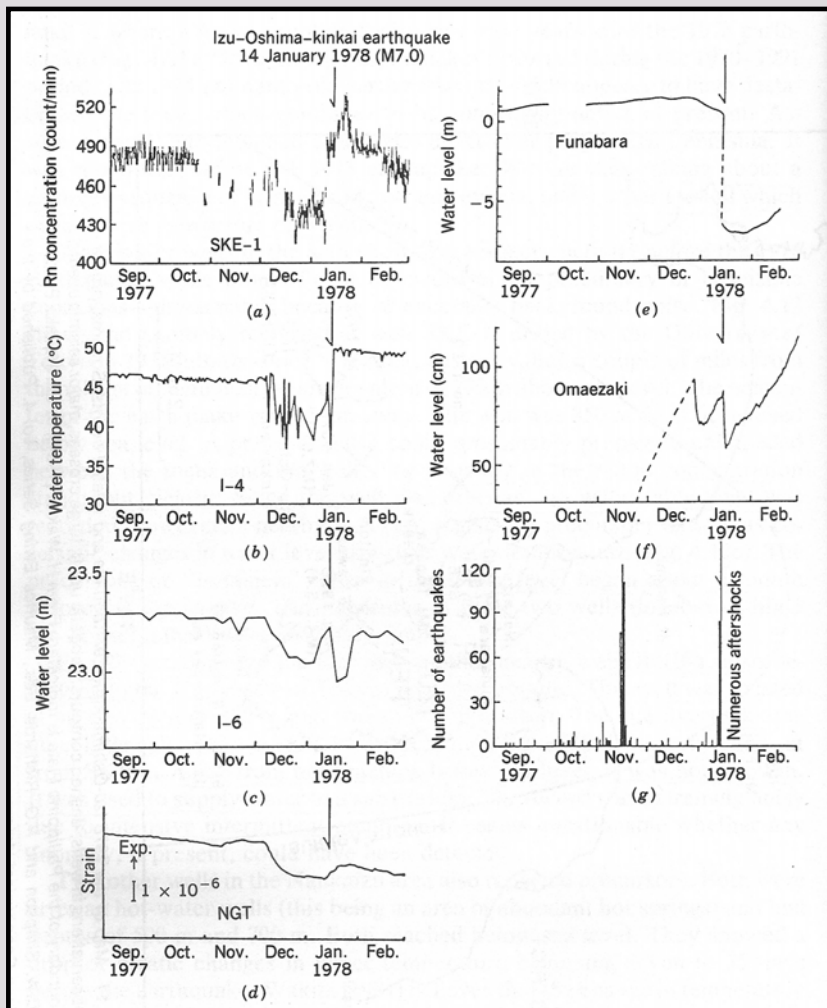 Izu-Oshima-kinkai earthquake
14 January 1978 (M7.0)
Rn concentration (count/min)
520
490
460
430
400
SKE-1
Sep. Oct. Nov. Dec. Jan. Feb.
1977 1978
(a)
Water temperature (°C)
50
45
40
35
30
I-4
Sep. Oct. Nov. Dec. Jan. Feb.
1977 1978
(b)
Water level (m)
23.5
23.0
I-6
Sep. Oct. Nov. Dec. Jan. Feb.
1977 1978
(c)
Strain
Exp.
1 × 10-6
NGT
Sep. Oct. Nov. Dec. Jan. Feb.
1977 1978
(d)
Water level (m)
0
-5
Funabara
Sep. Oct. Nov. Dec. Jan. Feb.
1977 1978
(e)
Water level (cm)
100
50
Omaezaki
Sep. Oct. Nov. Dec. Jan. Feb.
1977 1978
(f)
Number of earthquakes
120
90
60
30
0
Numerous aftershocks
Sep. Oct. Nov. Dec. Jan. Feb.
1977 1978
(g)